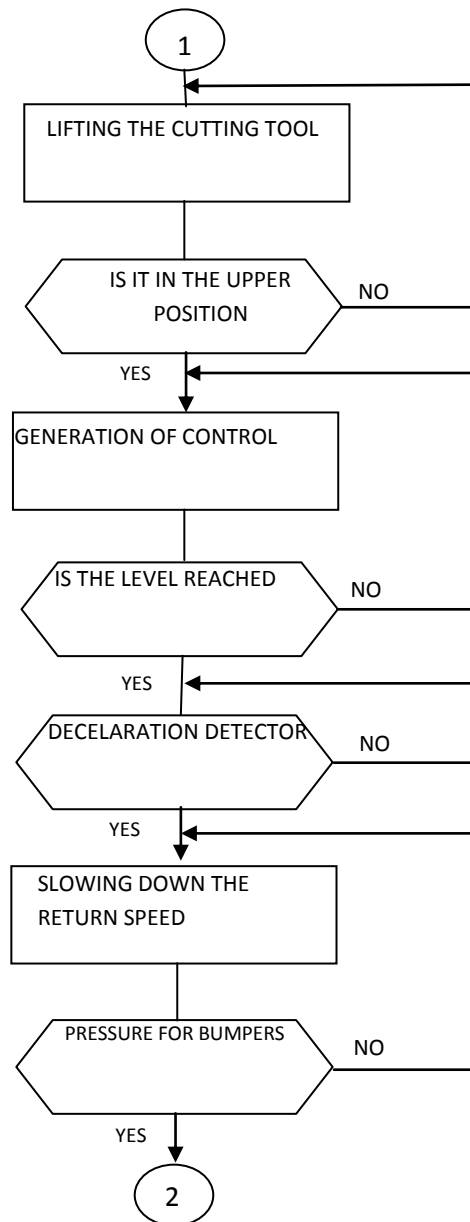 1
LIFTING THE CUTTING TOOL
IS IT IN THE UPPER
POSITION
NO
YES
GENERATION OF CONTROL
IS THE LEVEL REACHED
NO
YES
DECELARATION DETECTOR
NO
YES
SLOWING DOWN THE
RETURN SPEED
PRESSURE FOR BUMPERS
NO
YES
2